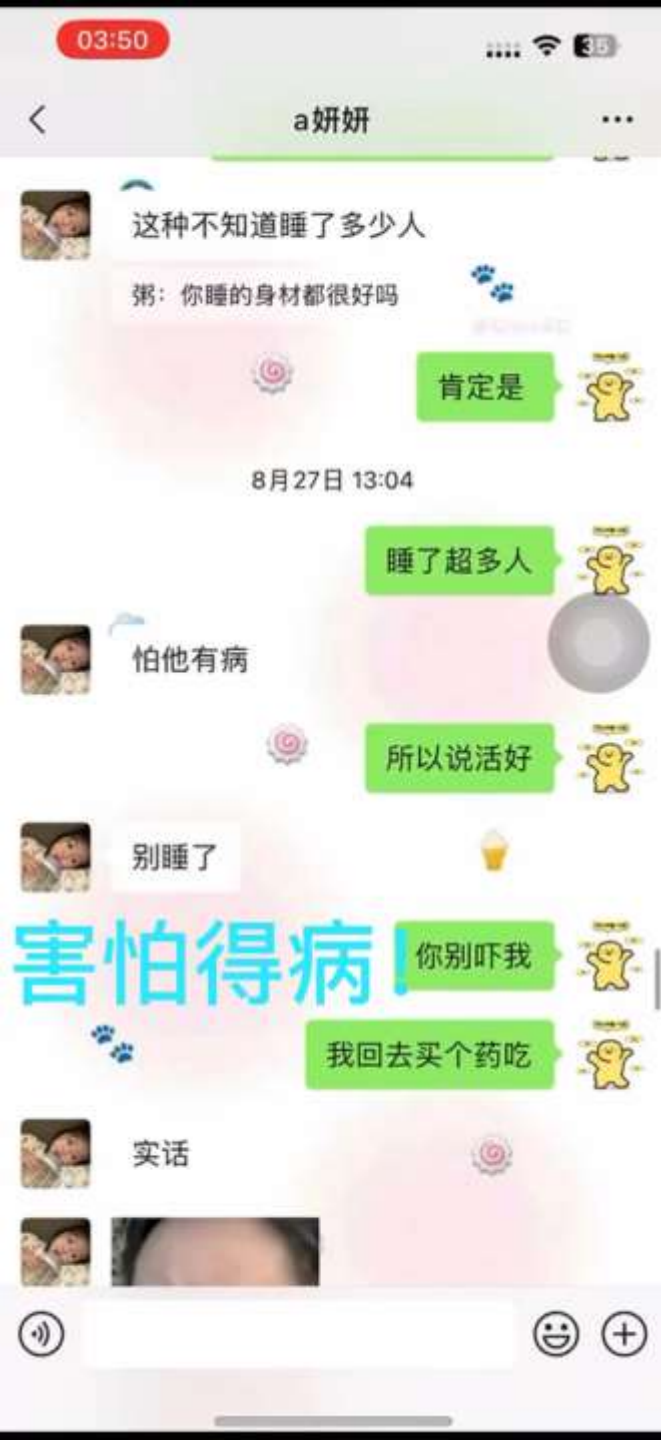 03:50
35
a妍妍
这种不知道睡了多少人
粥：你睡的身材都很好吗
肯定是
8月27日 13:04
睡了超多人
怕他有病
所以说活好
别睡了
害怕得病！
你别吓我
我回去买个药吃
实话